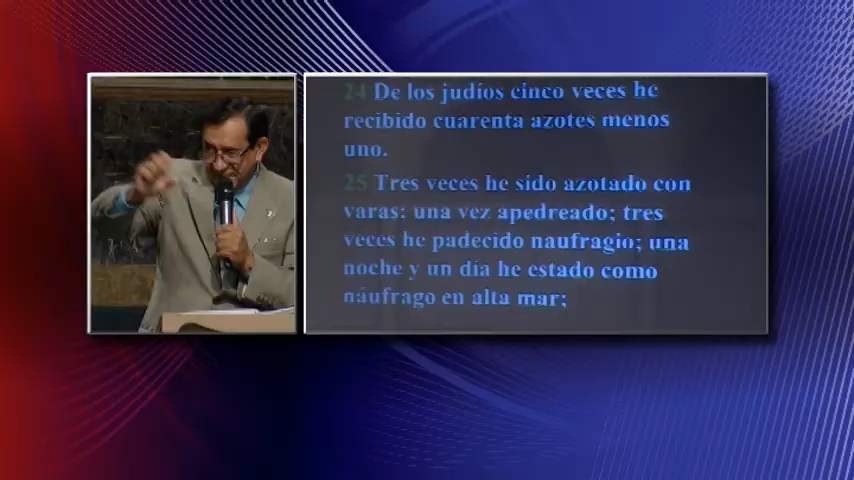 24 De los judíos cinco veces he
recibido cuarenta azotes menos
uno.
25 Tres veces he sido azotado con
varas; una vez apedreado; tres
veces he padecido naufragio; una
noche y un día he estado como
náufrago en alta mar;